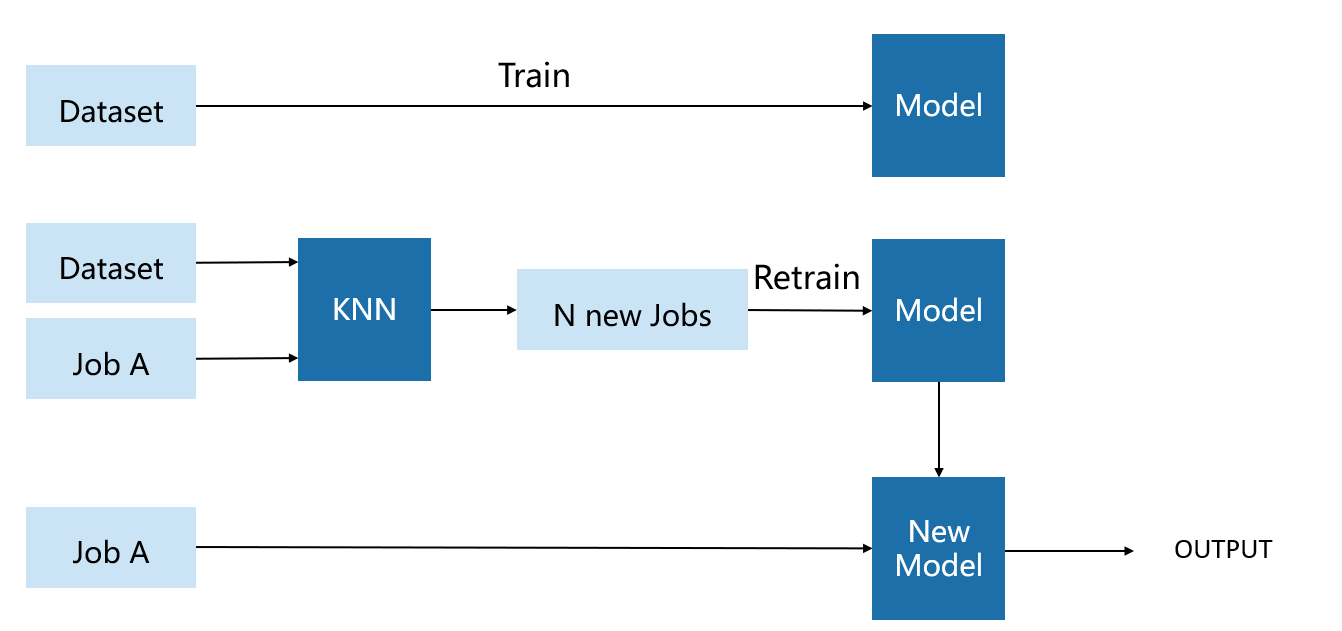 Train
Dataset
Model
Dataset
Job A
KNN
N new Jobs
Retrain
Model
Job A
New
Model
OUTPUT